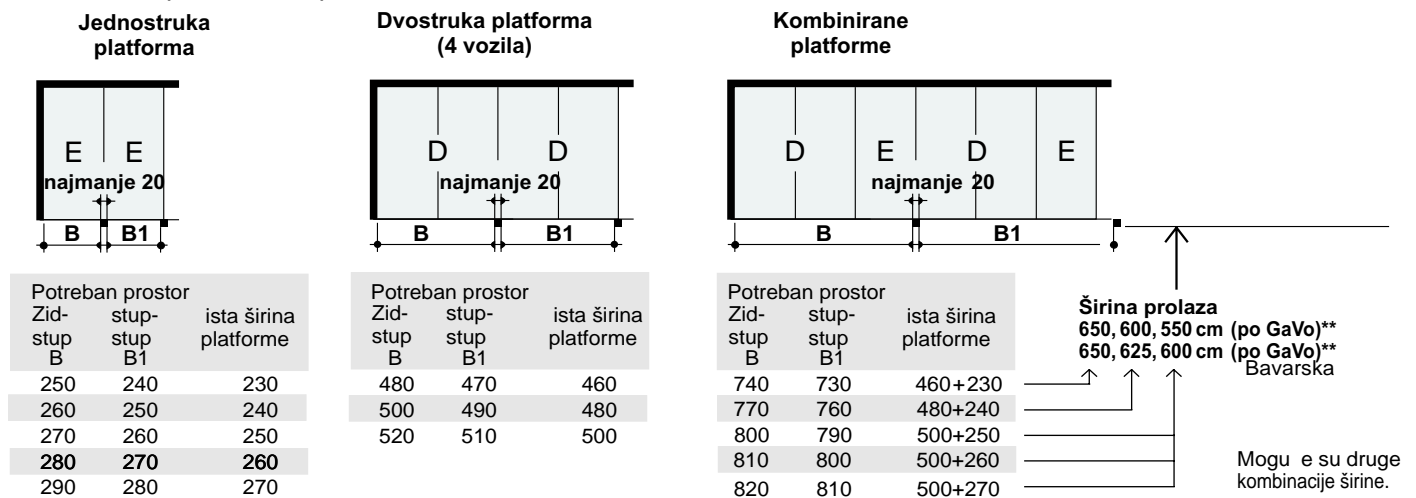 Jednostruka
platforma
Dvostruka platforma
(4 vozila)
Kombinirane
platforme
E E
najmanje 20
B B1
D D
najmanje 20
B B1
D E D E
najmanje 20
B B1
Potreban prostor
Zid- stup- ista širina
stup stup platforme
B B1
250 240 230
260 250 240
270 260 250
280 270 260
290 280 270
Potreban prostor
Zid- stup- ista širina
stup stup platforme
B B1
480 470 460
500 490 480
520 510 500
Potreban prostor
Zid- stup- ista širina
stup stup platforme
B B1
740 730 460+230
770 760 480+240
800 790 500+250
810 800 500+260
820 810 500+270
Širina prolaza
650, 600, 550 cm (po GaVo)**
650, 625, 600 cm (po GaVo)**
Bavarska
Mogu e su druge
kombinacije širine.